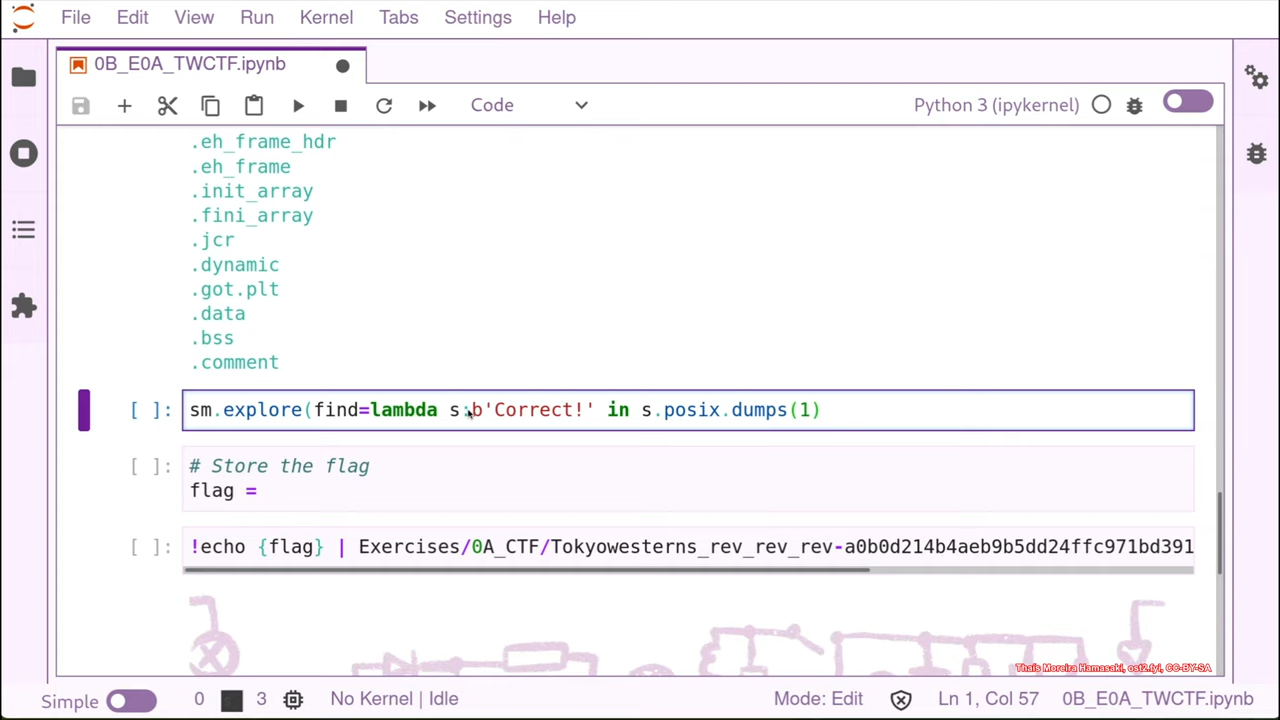 File Edit View Run Kernel Tabs Settings Help
0B_E0A_TWCTF.ipynb
Code Python 3 (ipykernel)
.eh_frame_hdr
.eh_frame
.init_array
.fini_array
.jcr
.dynamic
.got.plt
.data
.bss
.comment
[ ]: sm.explore(find=lambda s:b'Correct!' in s.posix.dumps(1)
[ ]: # Store the flag
flag =
[ ]: !echo {flag} | Exercises/0A_CTF/Tokyowesterns_rev_rev_rev-a0b0d214b4aeb9b5dd24ffc971bd391
Thaís Moreira Hamasaki, ost2.fyi, CC-BY-SA
Simple 0 3 No Kernel | Idle Mode: Edit Ln 1, Col 57 0B_E0A_TWCTF.ipynb